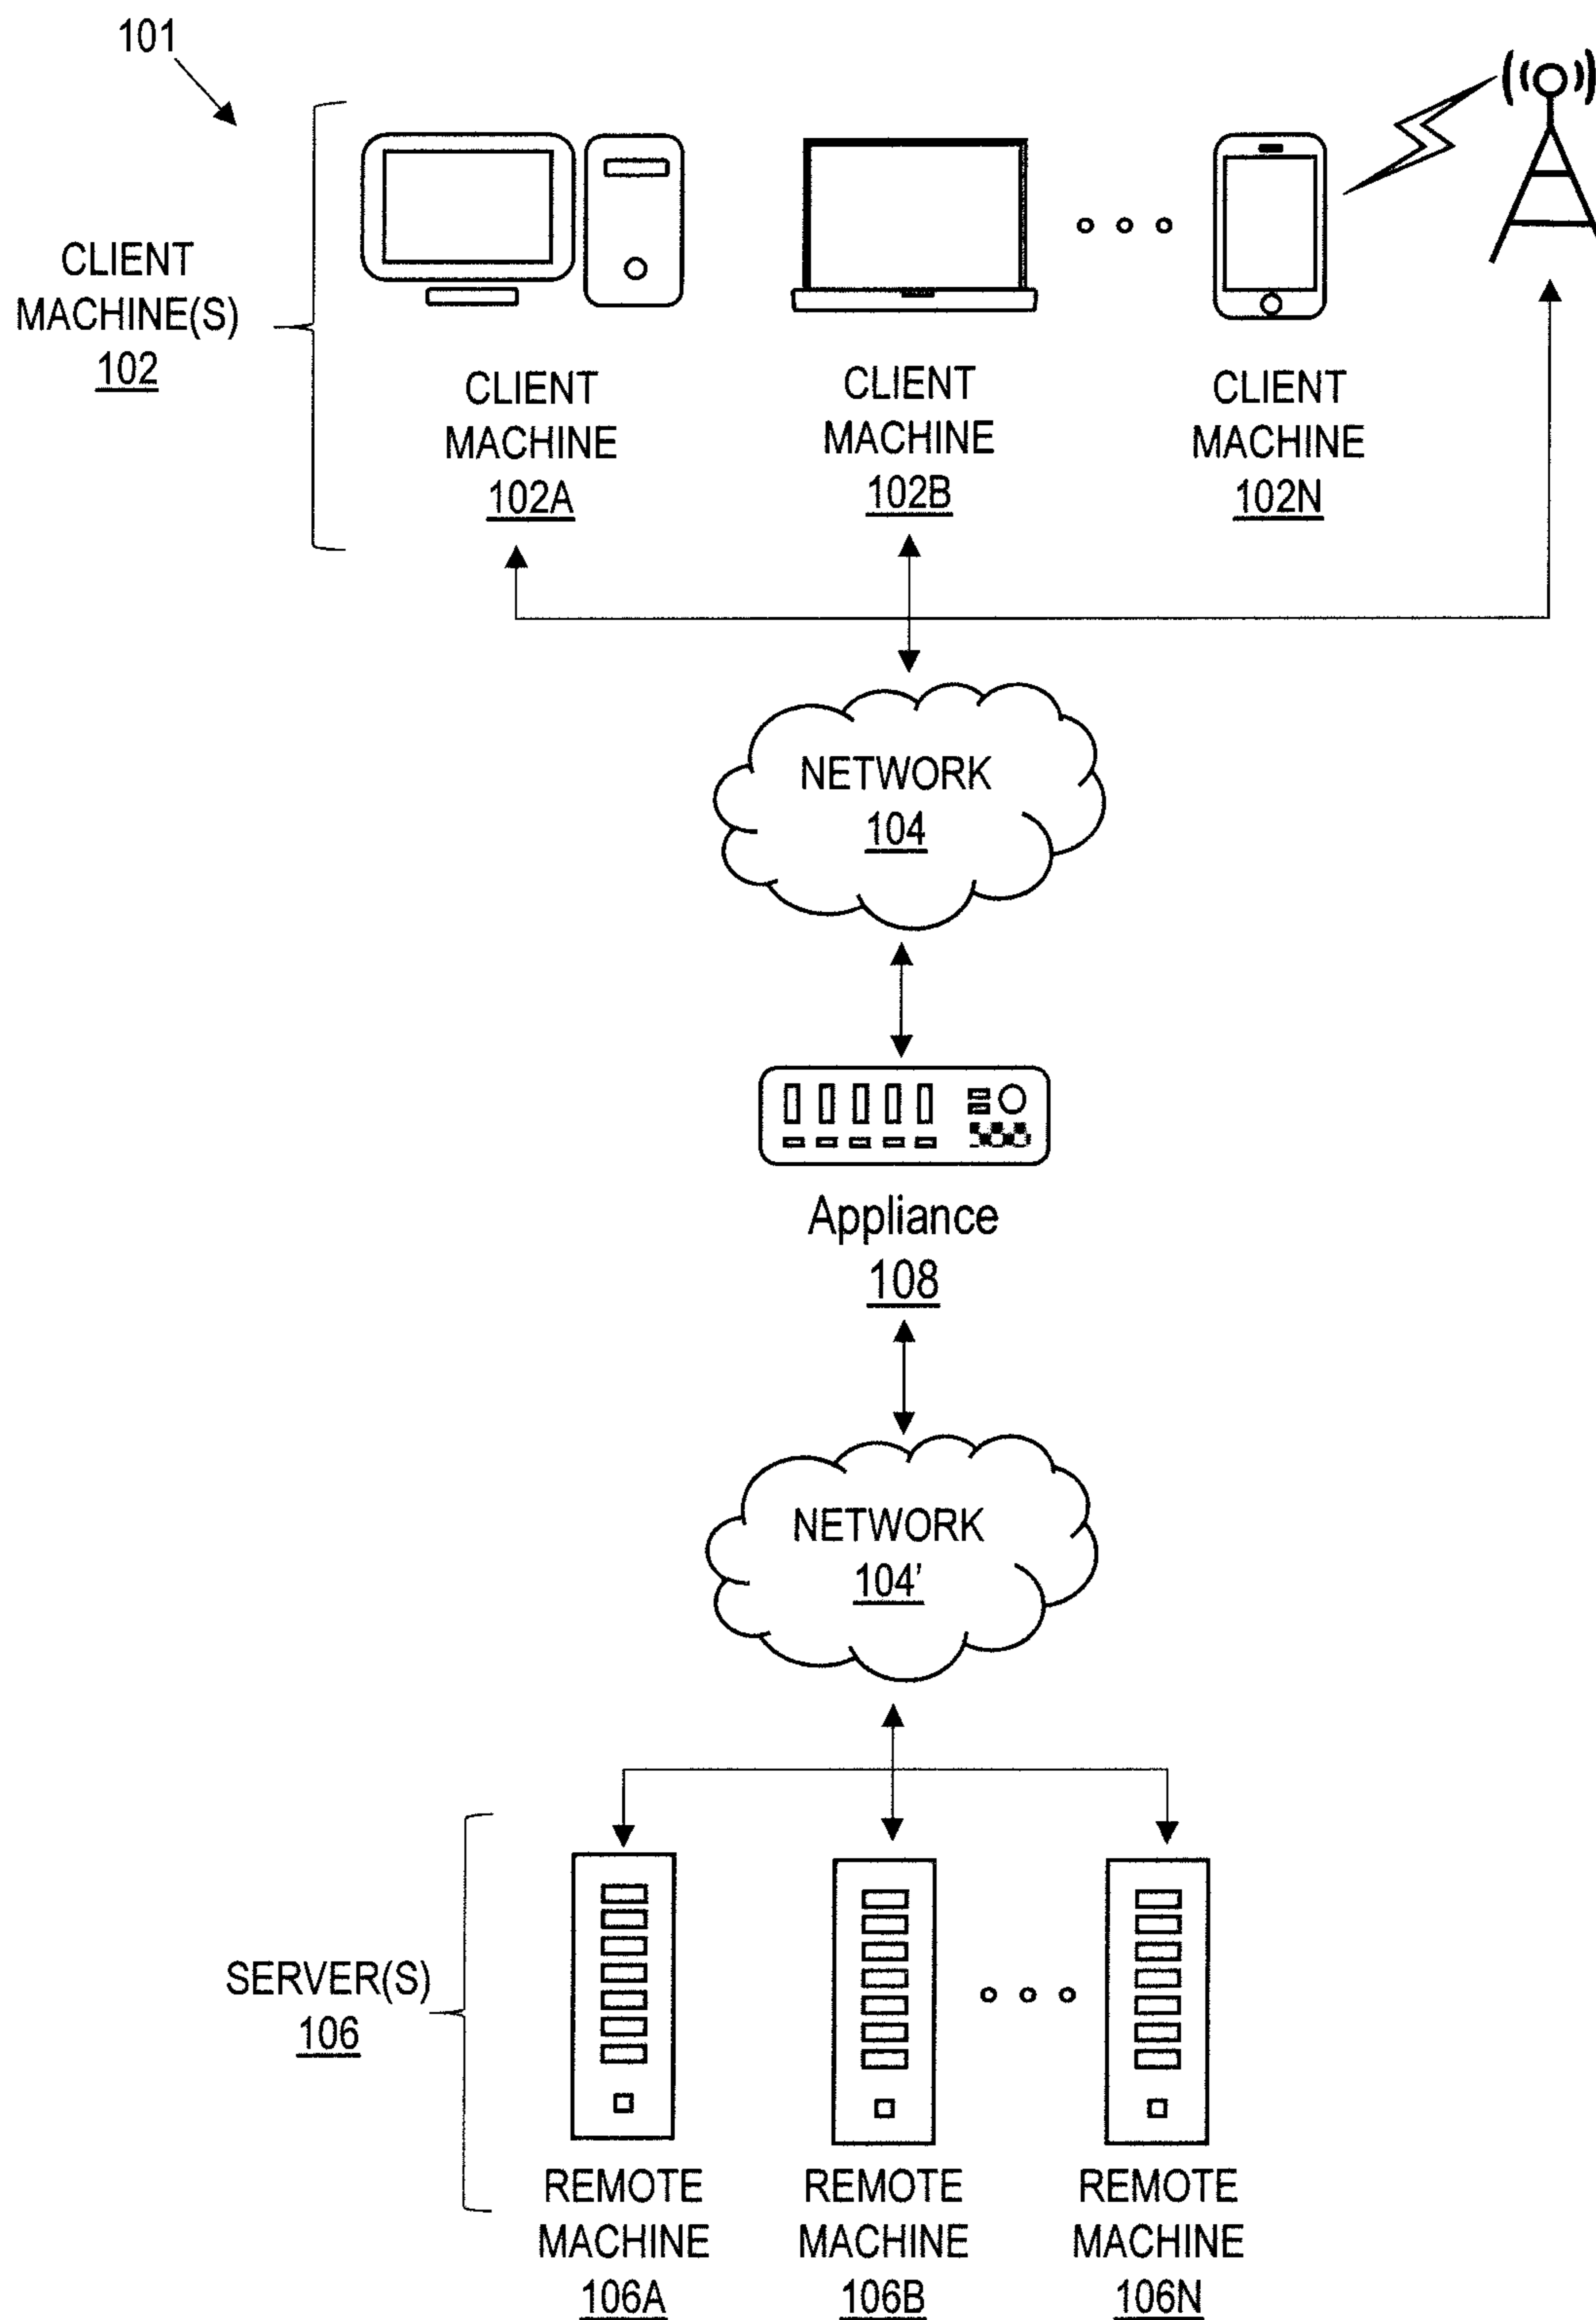 101
CLIENT
MACHINE(S)
102
CLIENT
MACHINE
102A
CLIENT
MACHINE
102B
CLIENT
MACHINE
102N
NETWORK
104
Appliance
108
NETWORK
104'
SERVER(S)
106
REMOTE
MACHINE
106A
REMOTE
MACHINE
106B
REMOTE
MACHINE
106N